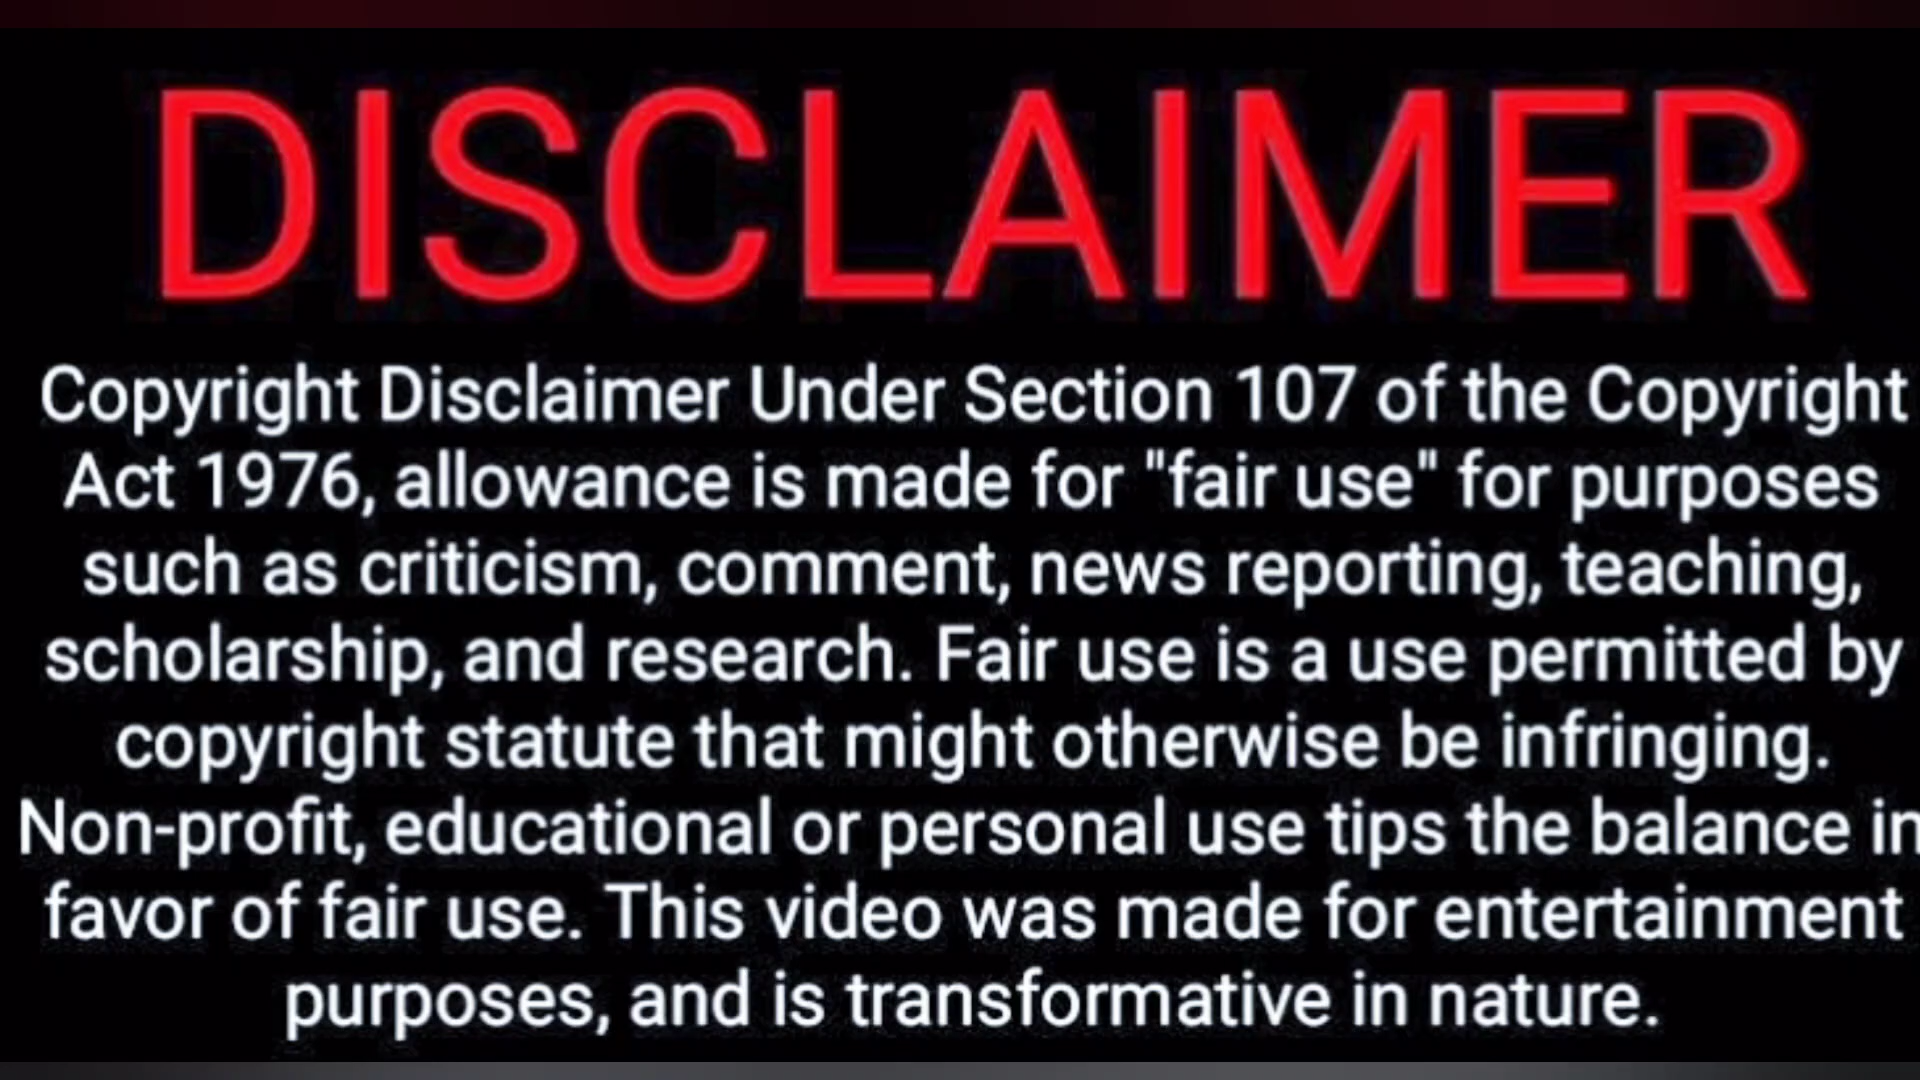 DISCLAIMER
Copyright Disclaimer Under Section 107 of the Copyright
Act 1976, allowance is made for "fair use" for purposes
such as criticism, comment, news reporting, teaching,
scholarship, and research. Fair use is a use permitted by
copyright statute that might otherwise be infringing.
Non-profit, educational or personal use tips the balance in
favor of fair use. This video was made for entertainment
purposes, and is transformative in nature.